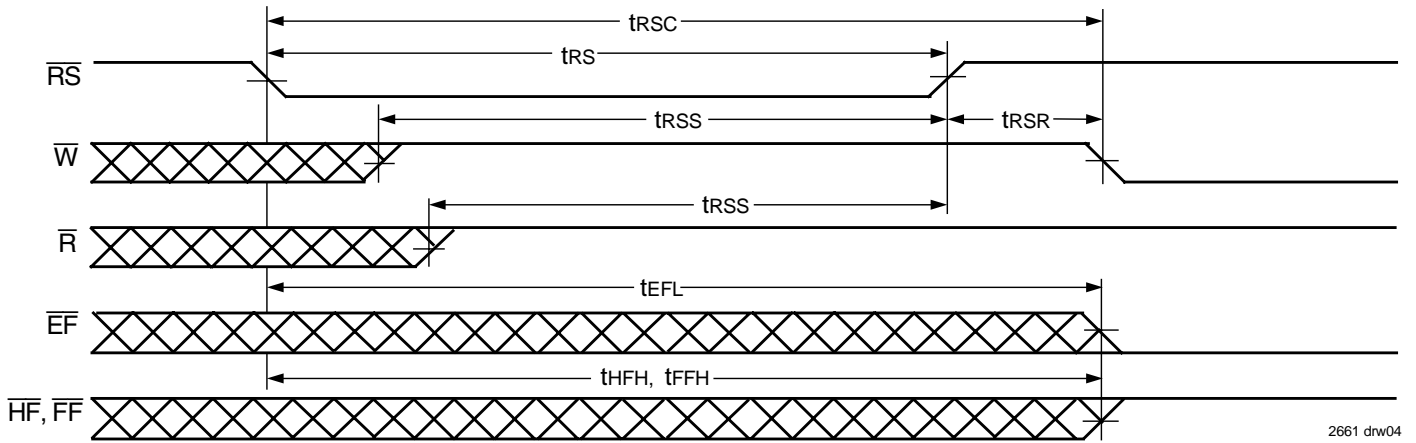 tRSC
tRS
RS
tRSS
tRSR
W
tRSS
R
tEFL
EF
tHFH, tFFH
HF, FF
2661 drw04